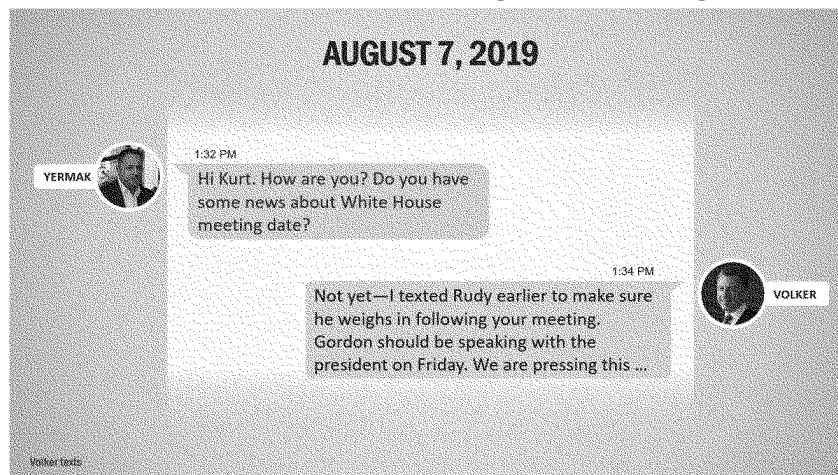 AUGUST 7, 2019
1:32 PM
YERMAK
Hi Kurt. How are you? Do you have
some news about White House
meeting date?
1:34 PM
VOLKER
Not yet—I texted Rudy earlier to make sure
he weighs in following your meeting.
Gordon should be speaking with the
president on Friday. We are pressing this ...
Volker texts